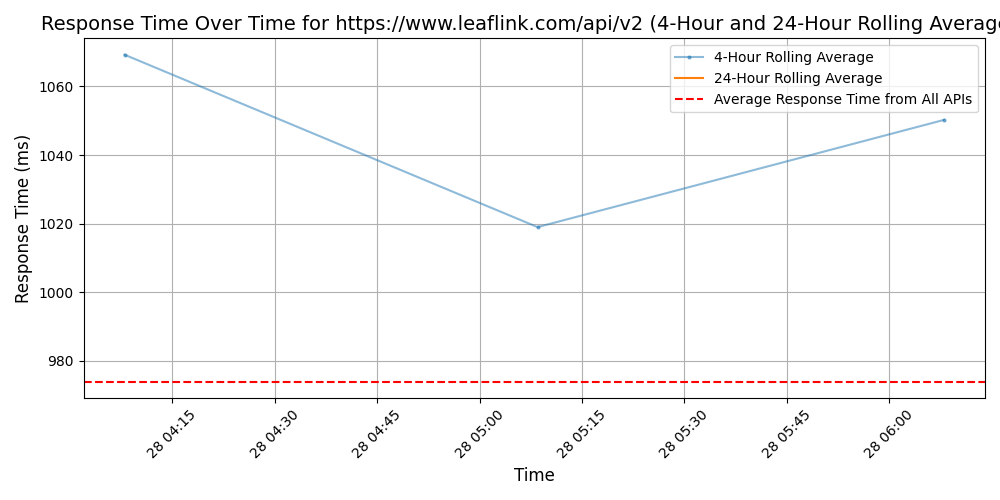 Response Time Over Time for https://www.leaflink.com/api/v2 (4-Hour and 24-Hour Rolling Average
4-Hour Rolling Average
24-Hour Rolling Average
Average Response Time from All APIs
Response Time (ms)
1060
1040
1020
1000
980
28 04:15
28 04:30
28 04:45
28 05:00
28 05:15
28 05:30
28 05:45
28 06:00
Time